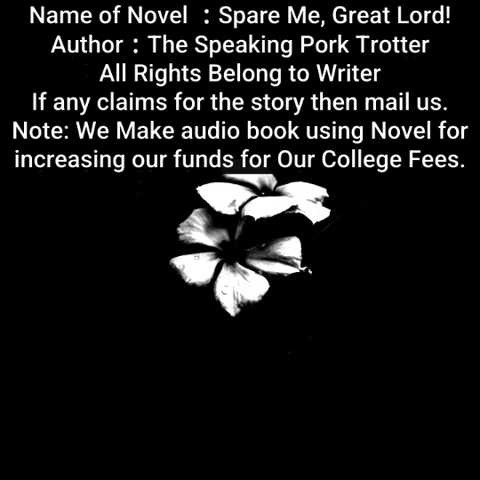 Name of Novel : Spare Me, Great Lord!
Author : The Speaking Pork Trotter
All Rights Belong to Writer
If any claims for the story then mail us.
Note: We Make audio book using Novel for
increasing our funds for Our College Fees.